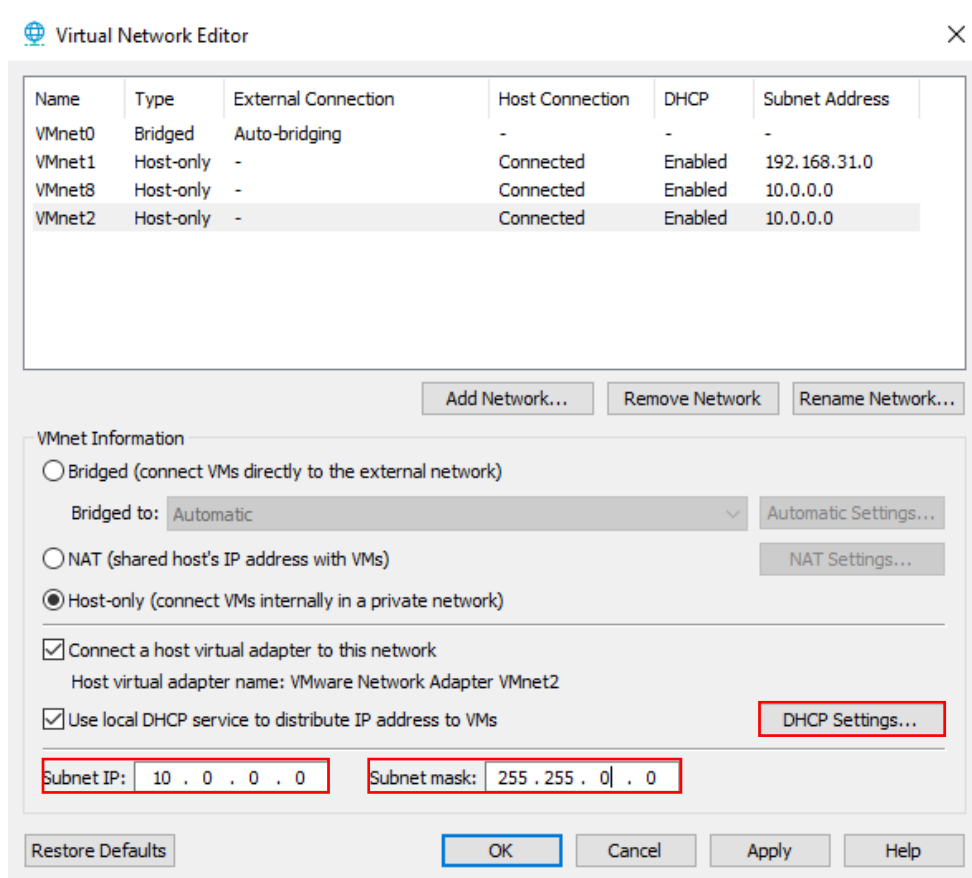 Virtual Network Editor
Name Type External Connection Host Connection DHCP Subnet Address
VMnet0 Bridged Auto-bridging - - -
VMnet1 Host-only - Connected Enabled 192.168.31.0
VMnet8 Host-only - Connected Enabled 10.0.0.0
VMnet2 Host-only - Connected Enabled 10.0.0.0
Add Network... Remove Network Rename Network...
VMnet Information
Bridged (connect VMs directly to the external network)
Bridged to: Automatic Automatic Settings...
NAT (shared host's IP address with VMs) NAT Settings...
Host-only (connect VMs internally in a private network)
Connect a host virtual adapter to this network
Host virtual adapter name: VMware Network Adapter VMnet2
Use local DHCP service to distribute IP address to VMs DHCP Settings...
Subnet IP: 10 . 0 . 0 . 0 Subnet mask: 255 . 255 . 0 . 0
Restore Defaults OK Cancel Apply Help